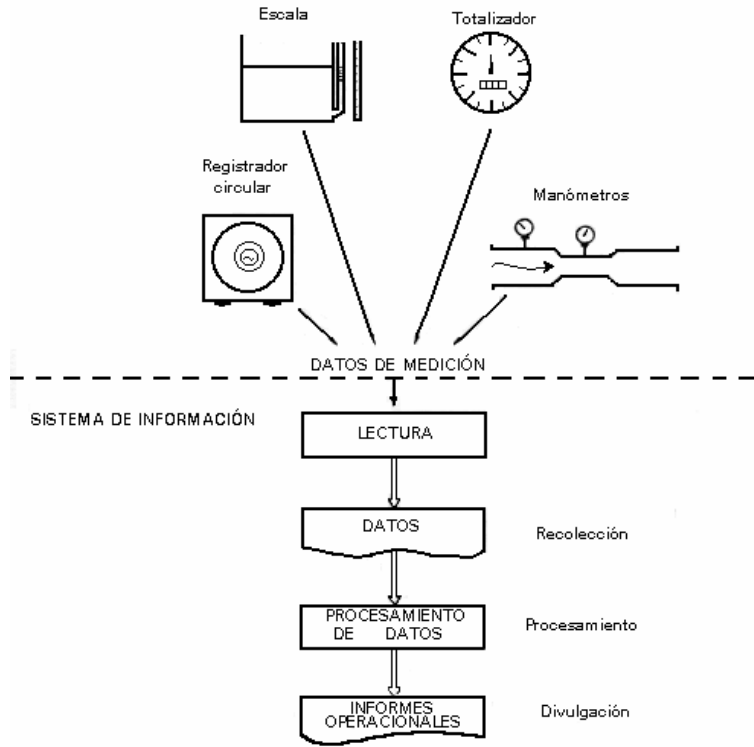 Escala
Totalizador
Registrador
circular
Manómetros
DATOS DE MEDICIÓN
SISTEMA DE INFORMACIÓN
LECTURA
DATOS
Recolección
PROCESAMIENTO
DE DATOS
Procesamiento
INFORMES
OPERACIONALES
Divulgación